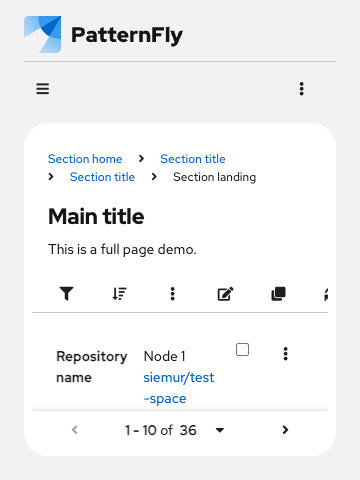 PatternFly
Section home > Section title
> Section title > Section landing
Main title
This is a full page demo.
Repository name
Node 1
siemur/test-space
1 - 10 of 36